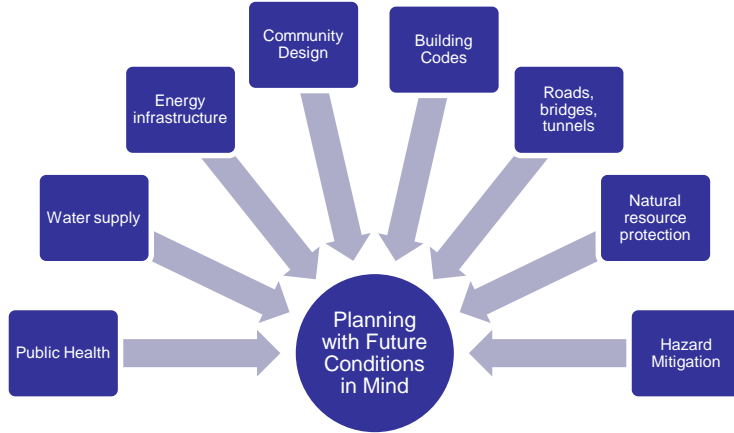 Community
Design
Building
Codes
Energy
infrastructure
Roads,
bridges,
tunnels
Water supply
Natural
resource
protection
Public Health
Planning
with Future
Conditions
in Mind
Hazard
Mitigation